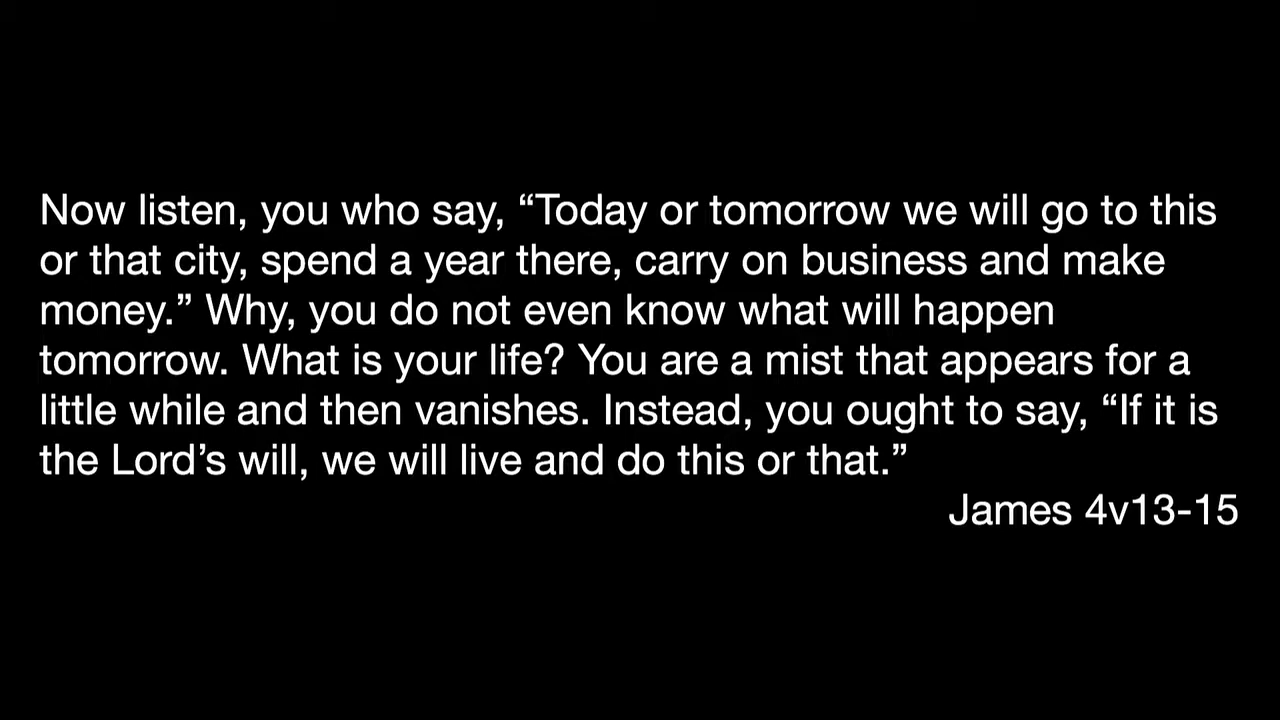 Now listen, you who say, “Today or tomorrow we will go to this
or that city, spend a year there, carry on business and make
money.” Why, you do not even know what will happen
tomorrow. What is your life? You are a mist that appears for a
little while and then vanishes. Instead, you ought to say, “If it is
the Lord’s will, we will live and do this or that.”
James 4v13-15